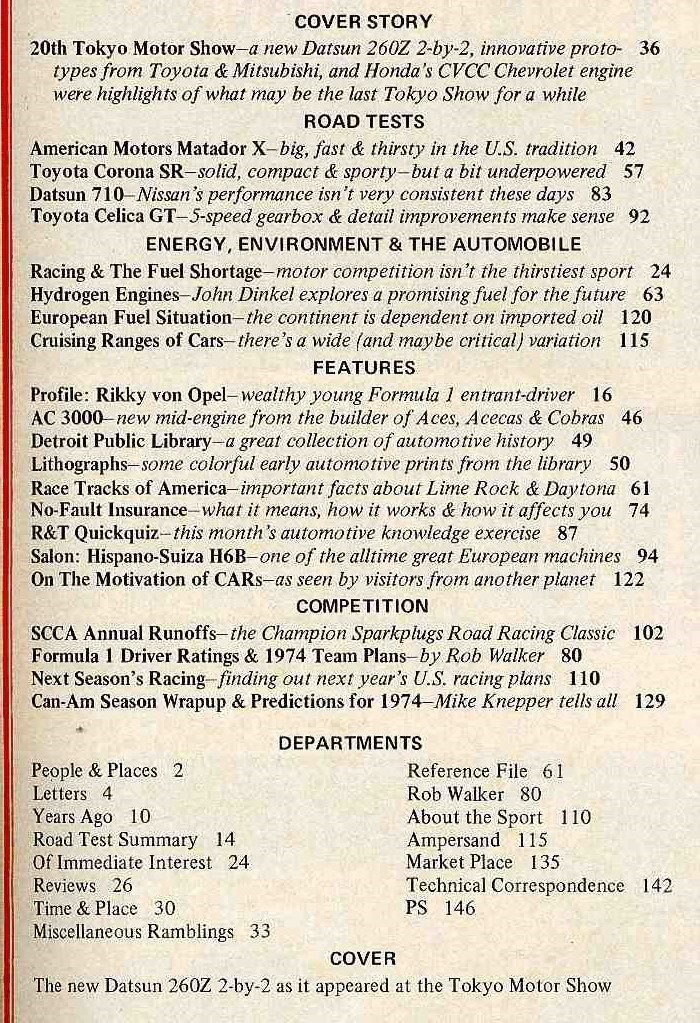 COVER STORY
20th Tokyo Motor Show—a new Datsun 260Z 2-by-2, innovative proto- 36
types from Toyota & Mitsubishi, and Honda's CVCC Chevrolet engine
were highlights of what may be the last Tokyo Show for a while
ROAD TESTS
American Motors Matador X—big, fast & thirsty in the U.S. tradition 42
Toyota Corona SR—solid, compact & sporty—but a bit underpowered 57
Datsun 710—Nissan's performance isn't very consistent these days 83
Toyota Celica GT—5-speed gearbox & detail improvements make sense 92
ENERGY, ENVIRONMENT & THE AUTOMOBILE
Racing & The Fuel Shortage—motor competition isn't the thirstiest sport 24
Hydrogen Engines—John Dinkel explores a promising fuel for the future 63
European Fuel Situation—the continent is dependent on imported oil 120
Cruising Ranges of Cars—there's a wide (and maybe critical) variation 115
FEATURES
Profile: Rikky von Opel—wealthy young Formula 1 entrant-driver 16
AC 3000—new mid-engine from the builder of Aces, Acecas & Cobras 46
Detroit Public Library—a great collection of automotive history 49
Lithographs—some colorful early automotive prints from the library 50
Race Tracks of America—important facts about Lime Rock & Daytona 61
No-Fault Insurance—what it means, how it works & how it affects you 74
R&T Quickquiz—this month's automotive knowledge exercise 87
Salon: Hispano-Suiza H6B—one of the alltime great European machines 94
On The Motivation of CARs—as seen by visitors from another planet 122
COMPETITION
SCCA Annual Runoffs—the Champion Sparkplugs Road Racing Classic 102
Formula 1 Driver Ratings & 1974 Team Plans—by Rob Walker 80
Next Season's Racing—finding out next year's U.S. racing plans 110
Can-Am Season Wrapup & Predictions for 1974—Mike Knepper tells all 129
DEPARTMENTS
People & Places 2
Letters 4
Years Ago 10
Road Test Summary 14
Of Immediate Interest 24
Reviews 26
Time & Place 30
Miscellaneous Ramblings 33
Reference File 61
Rob Walker 80
About the Sport 110
Ampersand 115
Market Place 135
Technical Correspondence 142
PS 146
COVER
The new Datsun 260Z 2-by-2 as it appeared at the Tokyo Motor Show